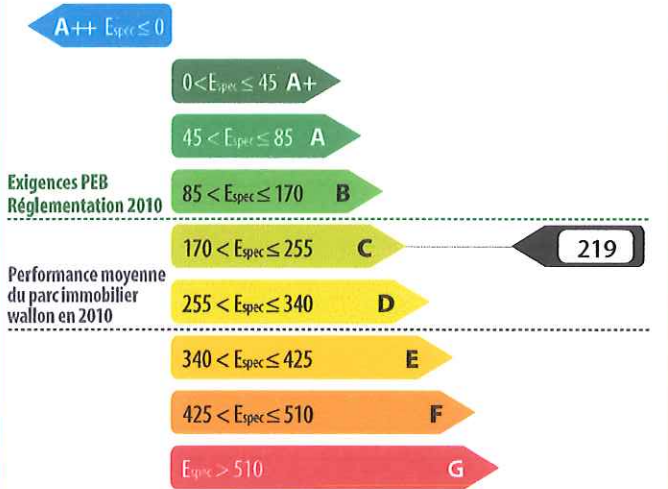 A++ Espec ≤ 0
0 < Espec ≤ 45 A+
45 < Espec ≤ 85 A
Exigences PEB
Réglementation 2010
85 < Espec ≤ 170 B
170 < Espec ≤ 255 C
219
Performance moyenne
du parc immobilier
wallon en 2010
255 < Espec ≤ 340 D
340 < Espec ≤ 425 E
425 < Espec ≤ 510 F
Espec > 510 G